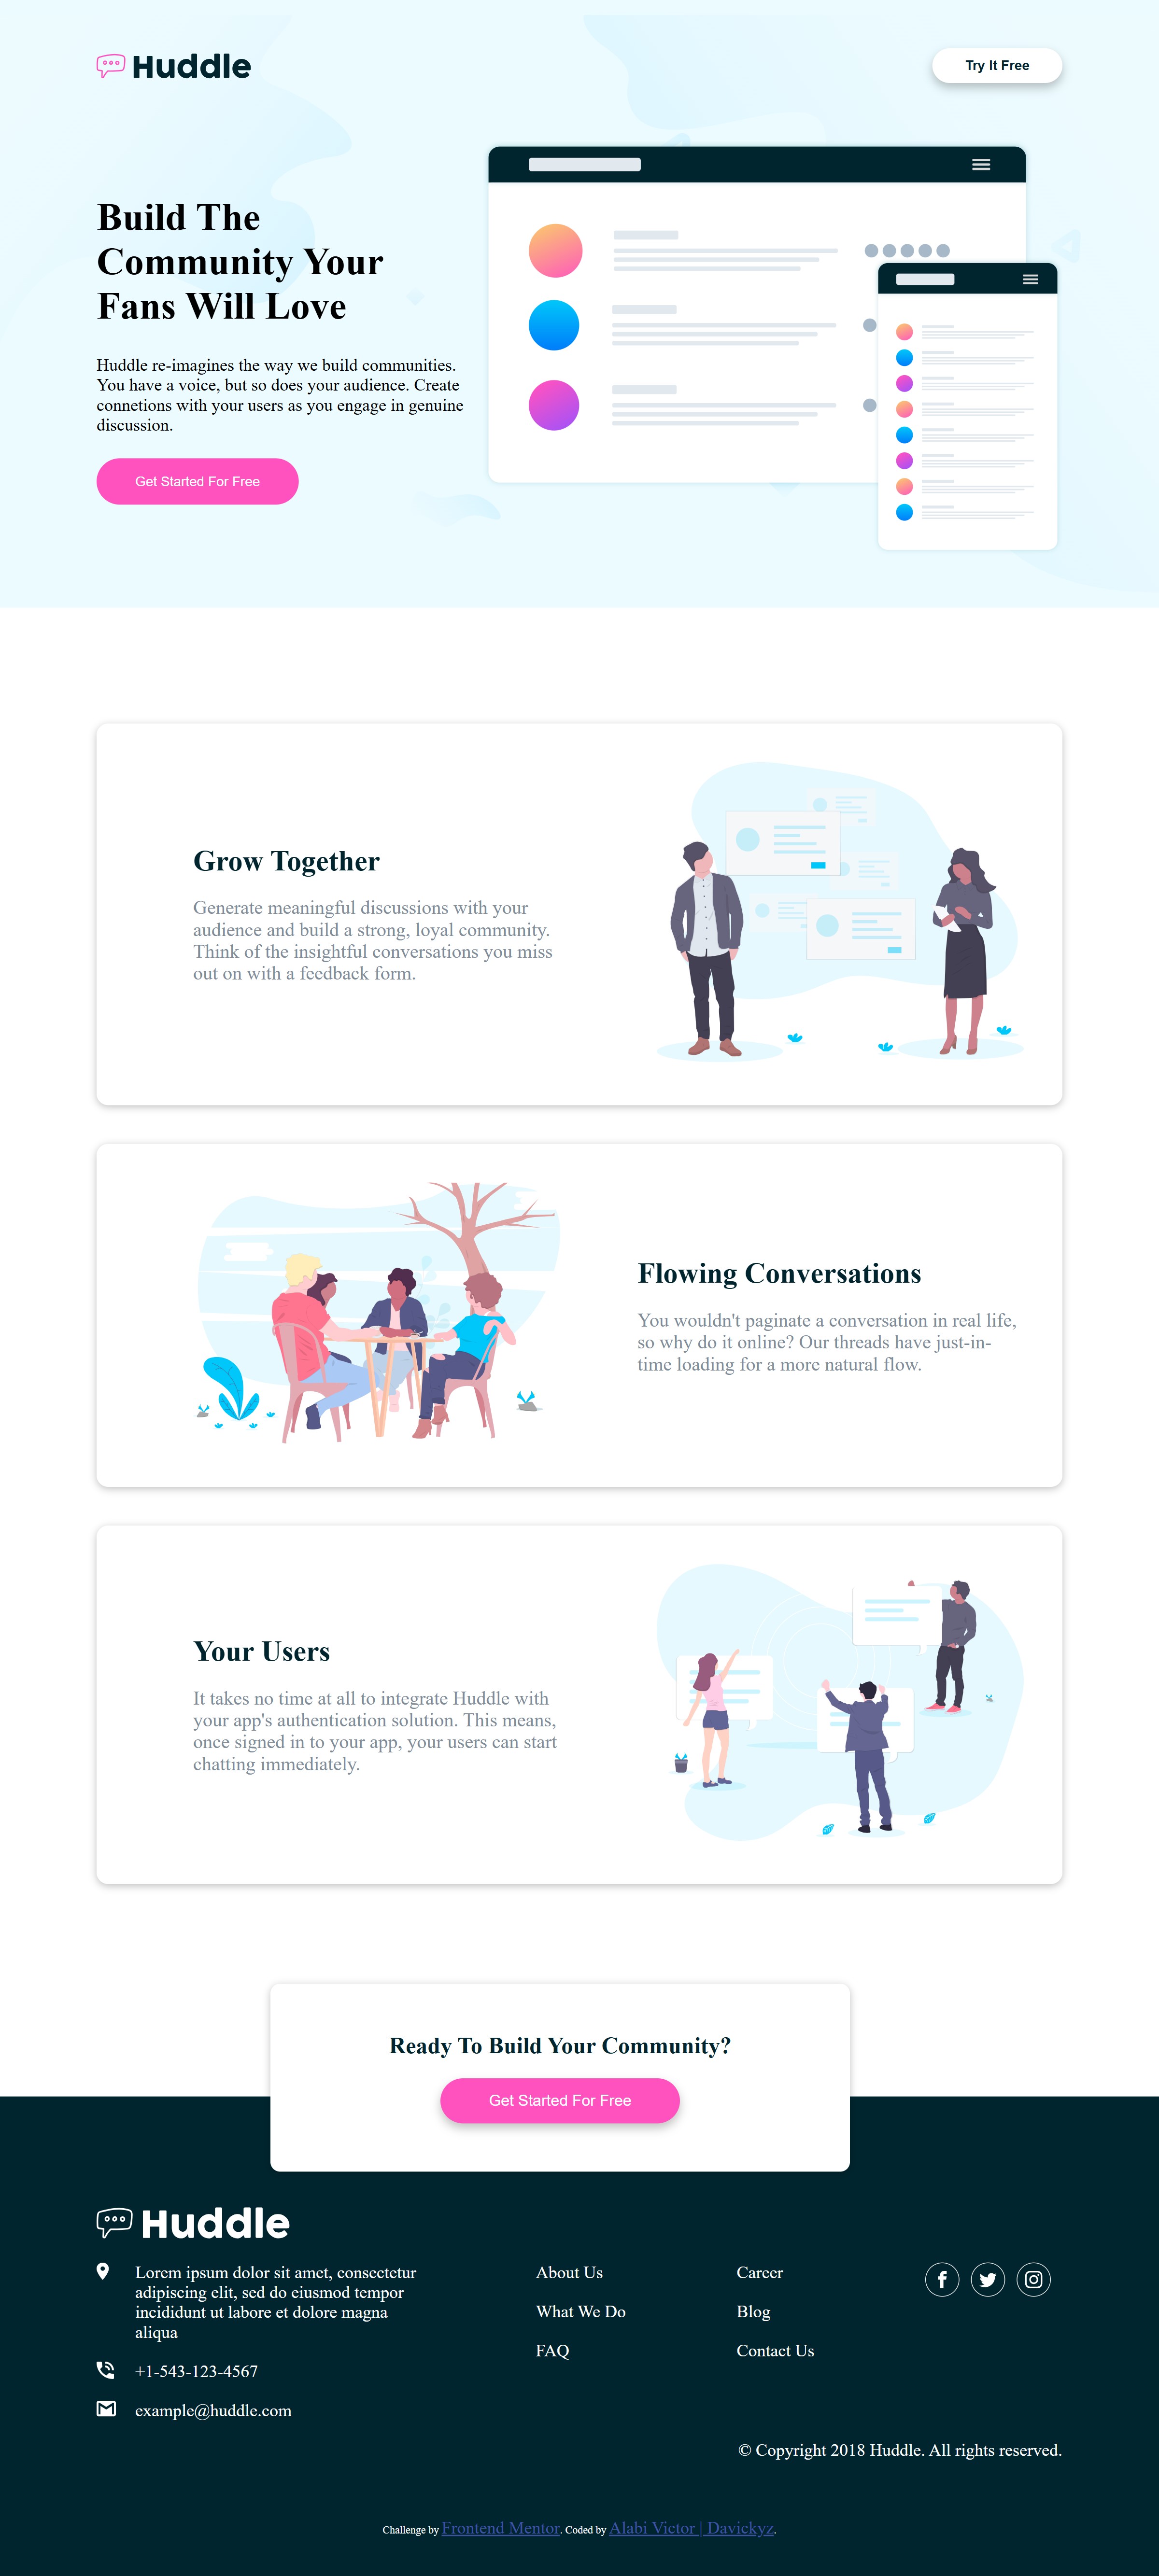 Huddle
Try It Free
Build The
Community Your
Fans Will Love
Huddle re-imagines the way we build communities.
You have a voice, but so does your audience. Create
connetions with your users as you engage in genuine
discussion.
Get Started For Free
Grow Together
Generate meaningful discussions with your
audience and build a strong, loyal community.
Think of the insightful conversations you miss
out on with a feedback form.
Flowing Conversations
You wouldn't paginate a conversation in real life,
so why do it online? Our threads have just-in-
time loading for a more natural flow.
Your Users
It takes no time at all to integrate Huddle with
your app's authentication solution. This means,
once signed in to your app, your users can start
chatting immediately.
Ready To Build Your Community?
Get Started For Free
Huddle
Lorem ipsum dolor sit amet, consectetur
adipiscing elit, sed do eiusmod tempor
incididunt ut labore et dolore magna
aliqua
+1-543-123-4567
example@huddle.com
About Us
What We Do
FAQ
Career
Blog
Contact Us
© Copyright 2018 Huddle. All rights reserved.
Challenge by Frontend Mentor. Coded by Alabi Victor | Davickyz.